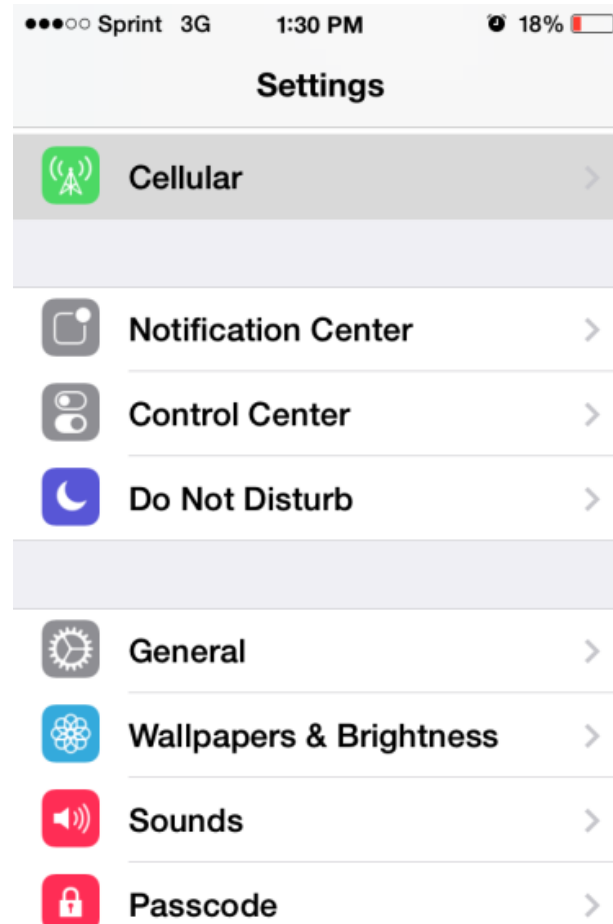 Sprint 3G 1:30 PM 18%
Settings
Cellular
Notification Center
Control Center
Do Not Disturb
General
Wallpapers & Brightness
Sounds
Passcode